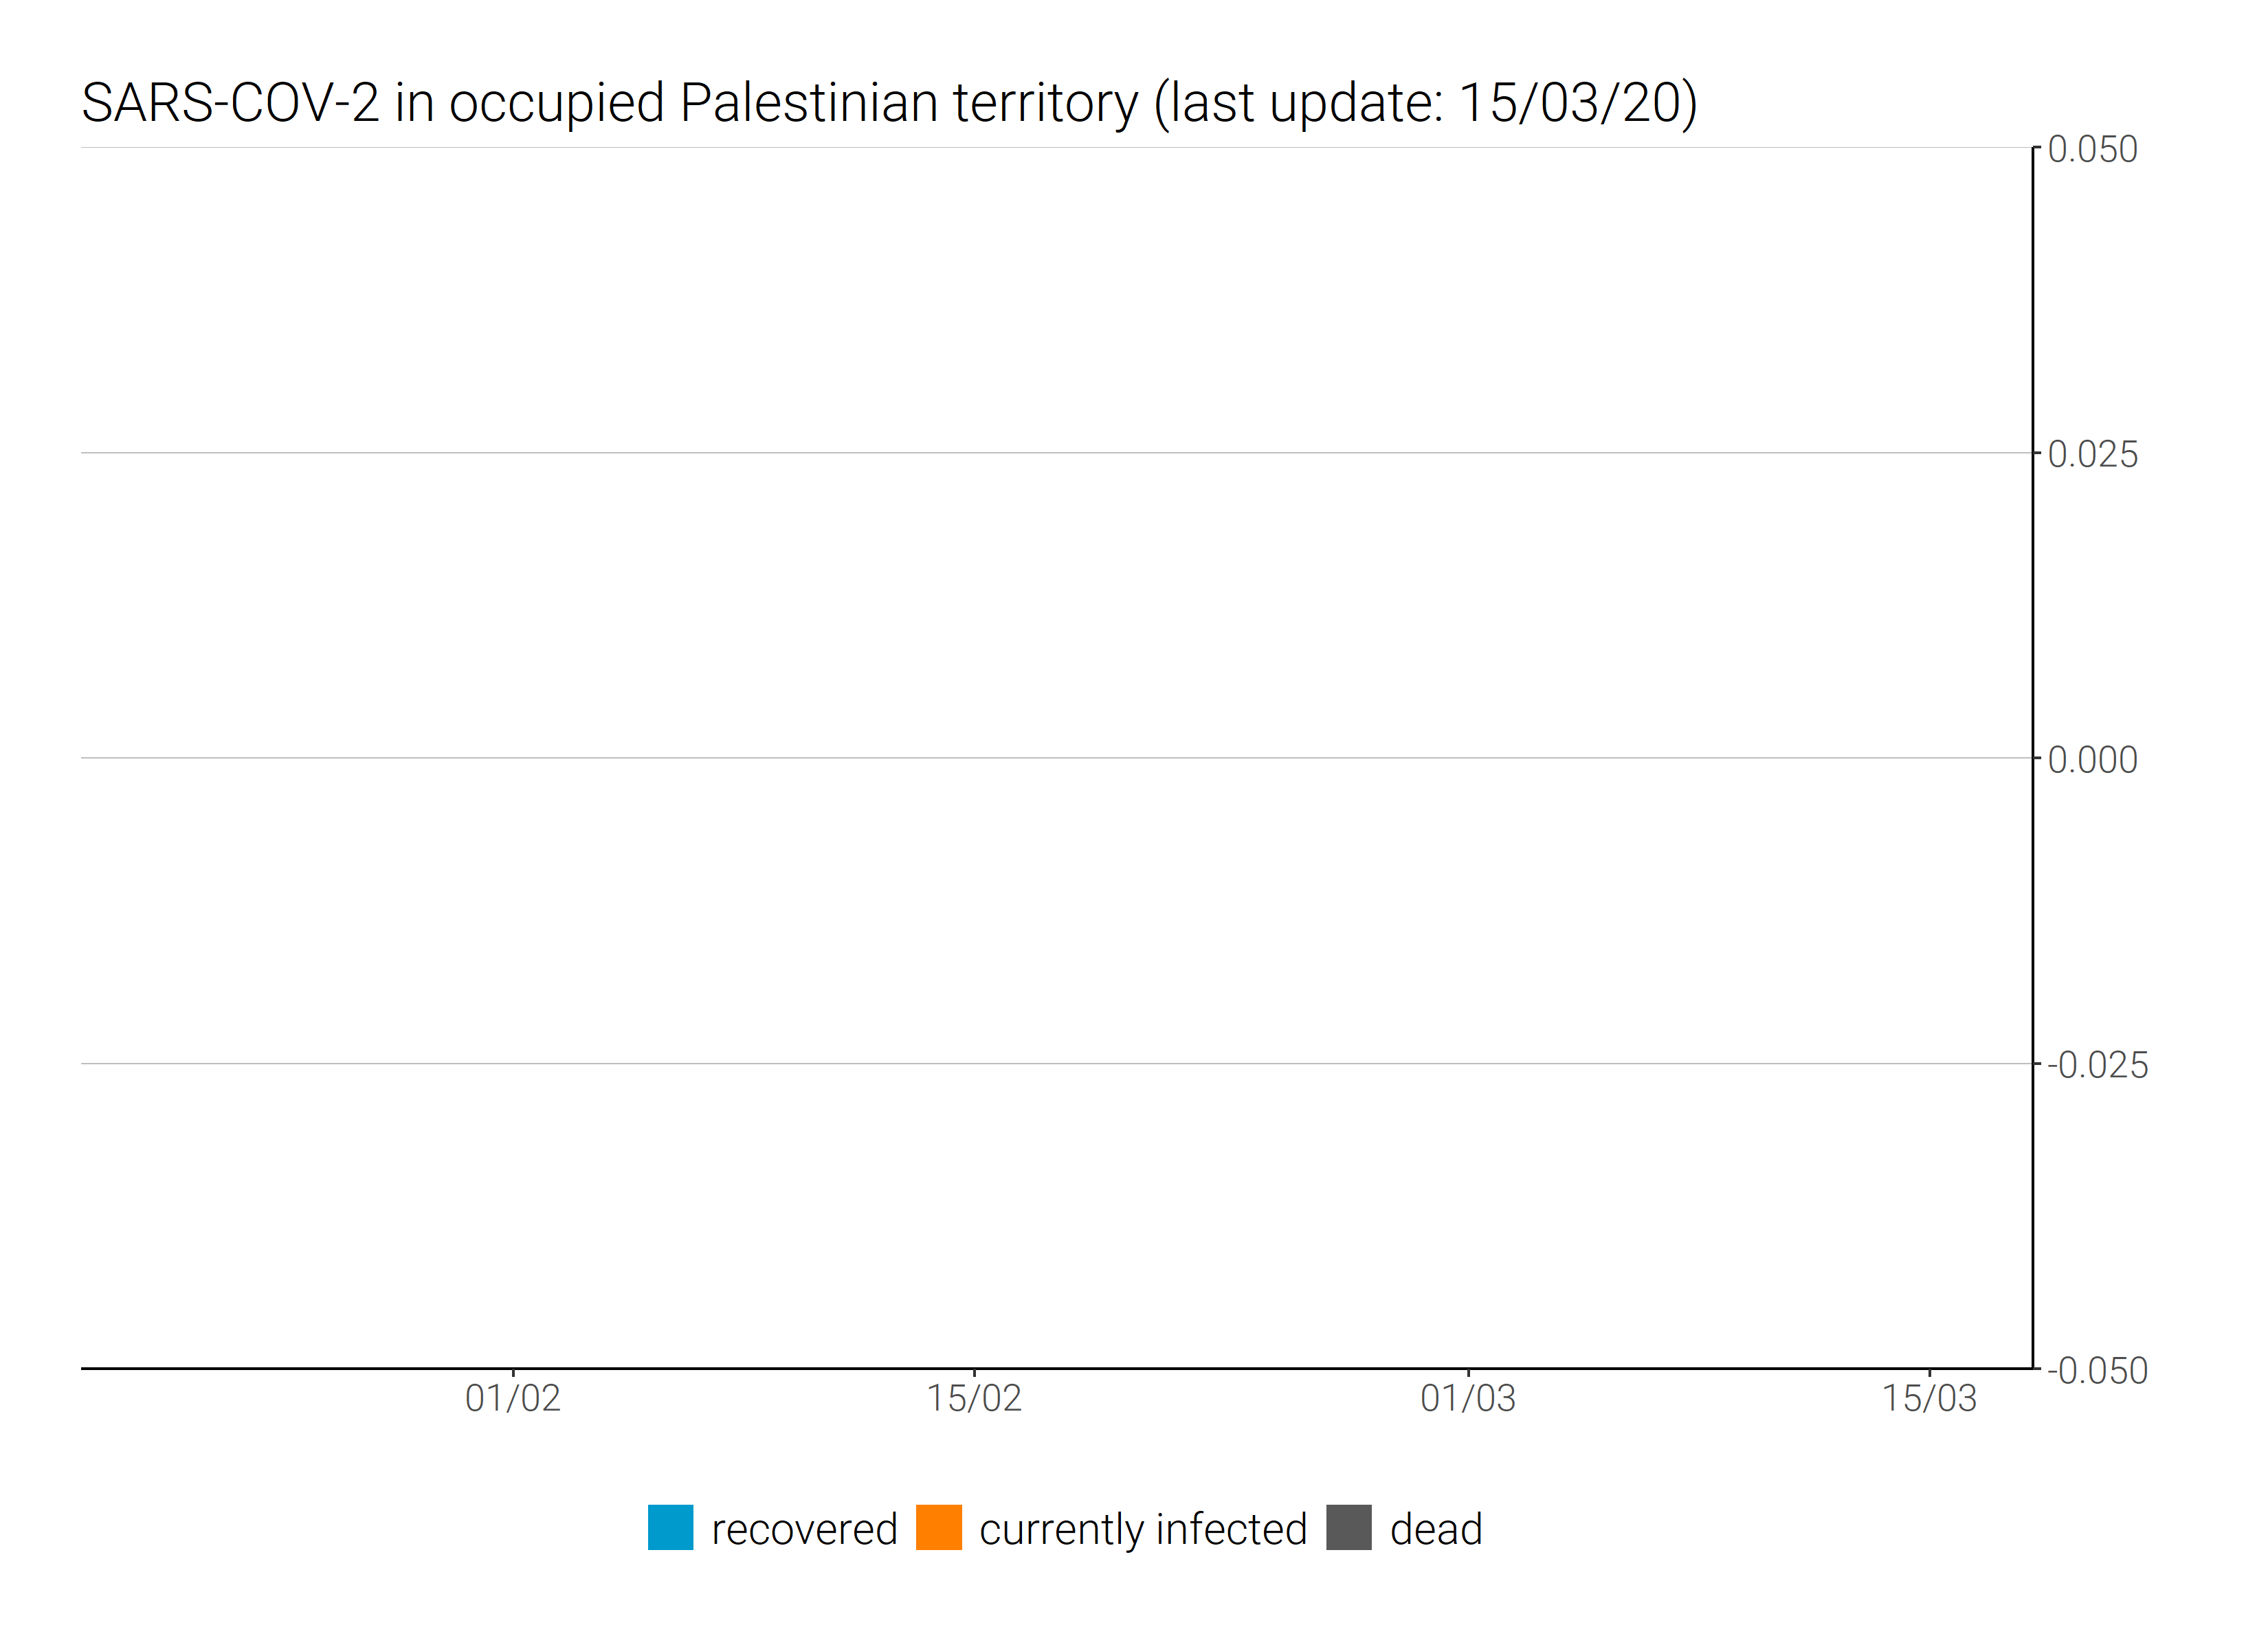 SARS-COV-2 in occupied Palestinian territory (last update: 15/03/20)
0.050
0.025
0.000
-0.025
-0.050
01/02 15/02 01/03 15/03
recovered currently infected dead